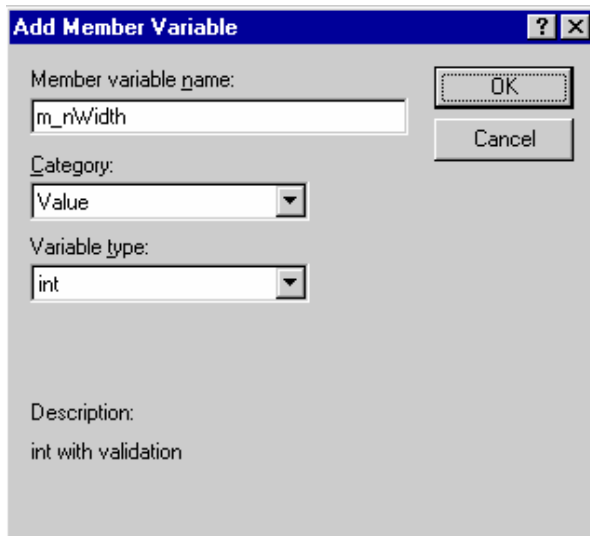 Add Member Variable
Member variable name:
OK
m_nWidth
Cancel
Category:
Value
Variable type:
int
Description:
int with validation